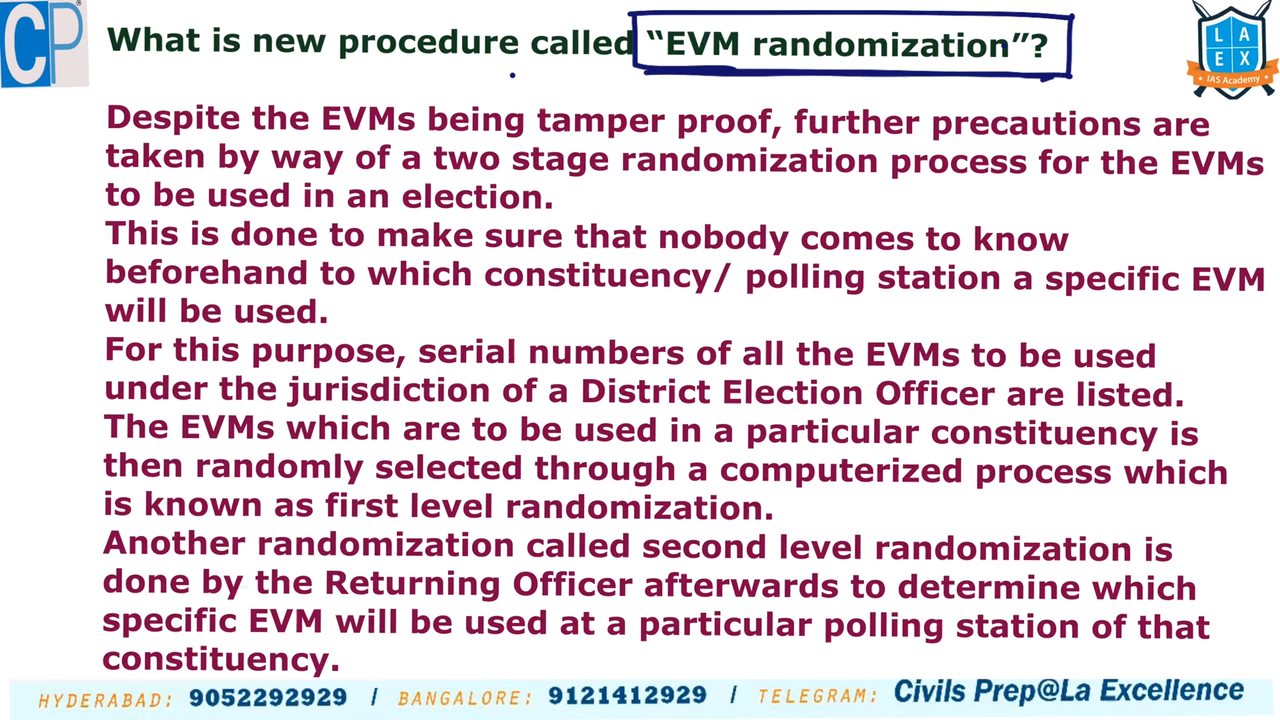 CP
®
What is new procedure called “EVM randomization”?
L A
E X
IAS Academy
Despite the EVMs being tamper proof, further precautions are
taken by way of a two stage randomization process for the EVMs
to be used in an election.
This is done to make sure that nobody comes to know
beforehand to which constituency/ polling station a specific EVM
will be used.
For this purpose, serial numbers of all the EVMs to be used
under the jurisdiction of a District Election Officer are listed.
The EVMs which are to be used in a particular constituency is
then randomly selected through a computerized process which
is known as first level randomization.
Another randomization called second level randomization is
done by the Returning Officer afterwards to determine which
specific EVM will be used at a particular polling station of that
constituency.
HYDERABAD: 9052292929 / BANGALORE: 9121412929 / TELEGRAM: Civils Prep@La Excellence